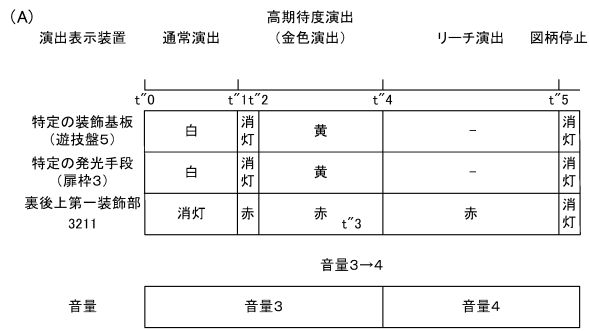 (A)
高期待度演出
演出表示装置 通常演出 (金色演出) リーチ演出 図柄停止
t"0 t"1 t"2 t"4 t"5
特定の装飾基板
(遊技盤5)
白 消灯 黄 - 消灯
特定の発光手段
(扉枠3)
白 消灯 黄 - 消灯
裏後上第一装飾部
3211
消灯 赤 赤 t"3 赤 消灯
音量3→4
音量 音量3 音量4